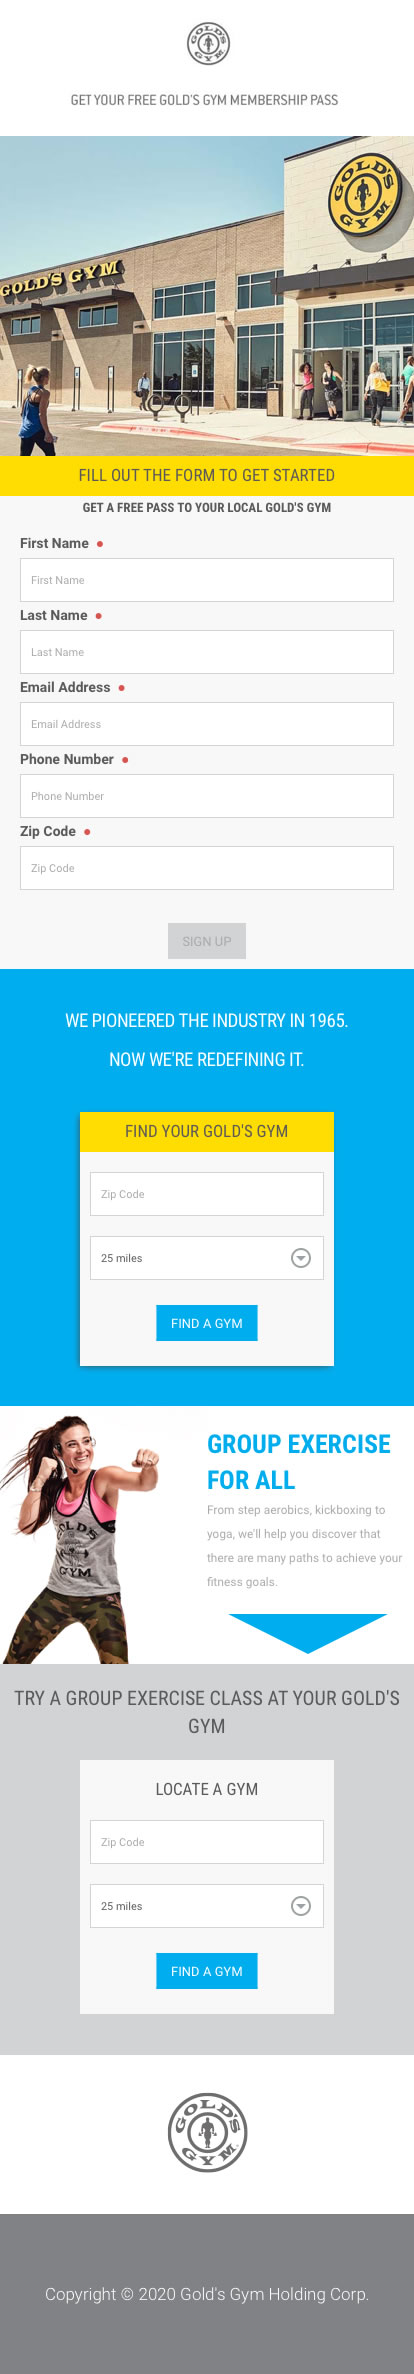 GOLD'S
GYM
GET YOUR FREE GOLD'S GYM MEMBERSHIP PASS
GOLD'S GYM
GOLD'S
GYM
FILL OUT THE FORM TO GET STARTED
GET A FREE PASS TO YOUR LOCAL GOLD'S GYM
First Name
First Name
Last Name
Last Name
Email Address
Email Address
Phone Number
Phone Number
Zip Code
Zip Code
SIGN UP
WE PIONEERED THE INDUSTRY IN 1965.
NOW WE'RE REDEFINING IT.
FIND YOUR GOLD'S GYM
Zip Code
25 miles
FIND A GYM
GROUP EXERCISE
FOR ALL
From step aerobics, kickboxing to
yoga, we'll help you discover that
there are many paths to achieve your
fitness goals.
GOLD'S
GYM
TRY A GROUP EXERCISE CLASS AT YOUR GOLD'S
GYM
LOCATE A GYM
Zip Code
25 miles
FIND A GYM
GOLD'S
GYM
Copyright © 2020 Gold's Gym Holding Corp.